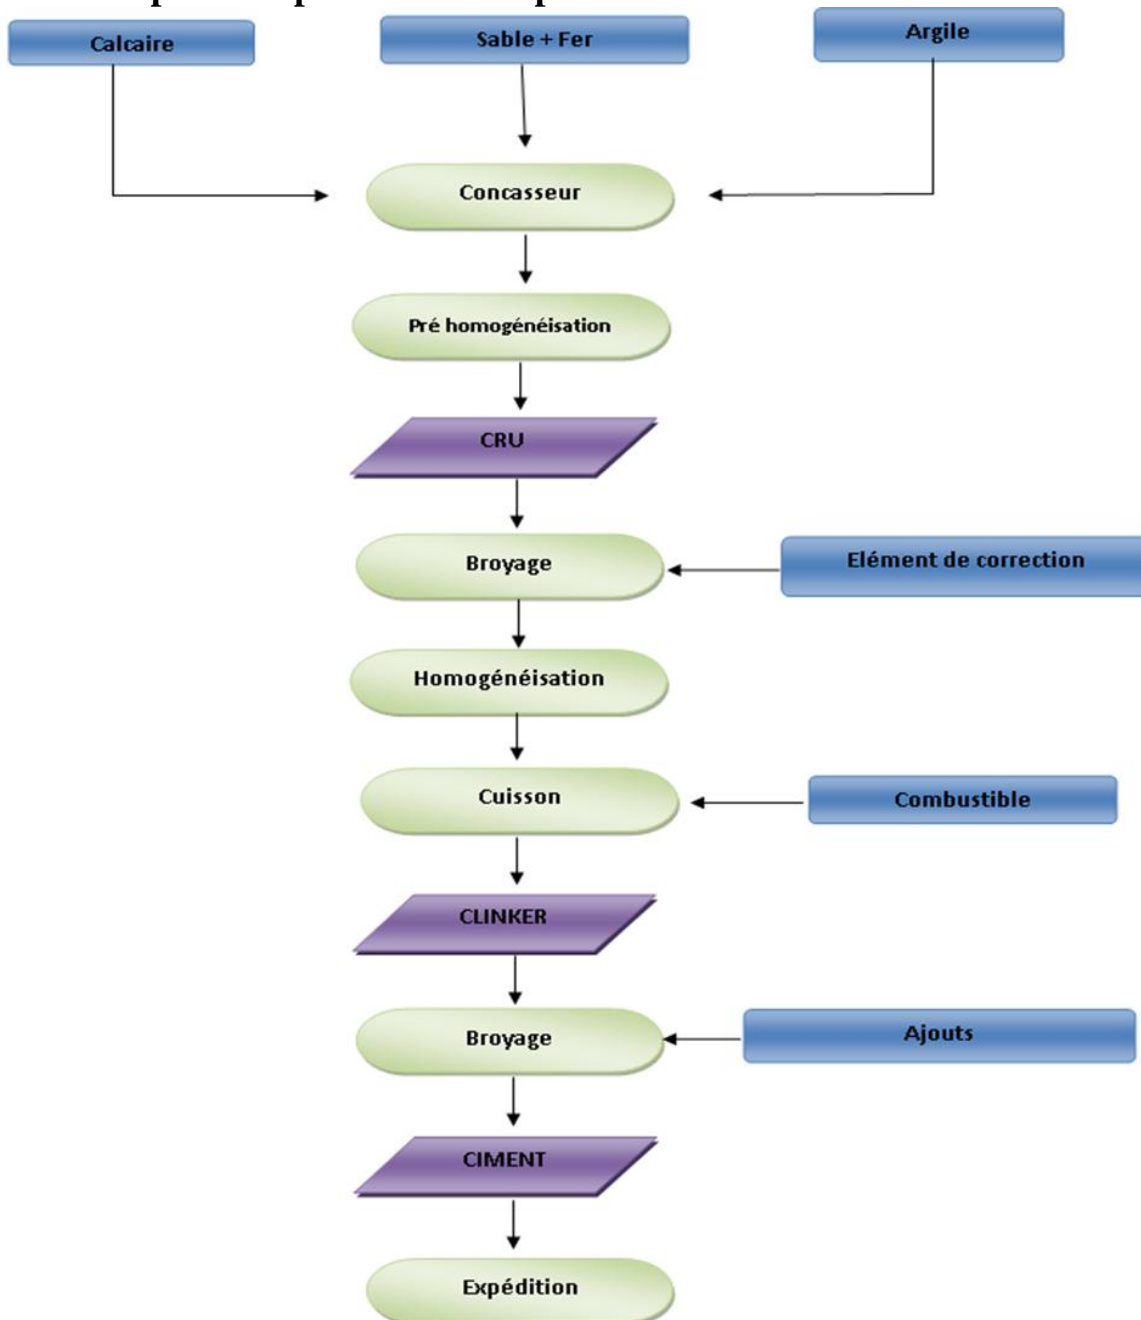 Calcaire
Sable + Fer
Argile
Concasseur
Pré homogénéisation
CRU
Broyage
Elément de correction
Homogénéisation
Cuisson
Combustible
CLINKER
Broyage
Ajouts
CIMENT
Expédition